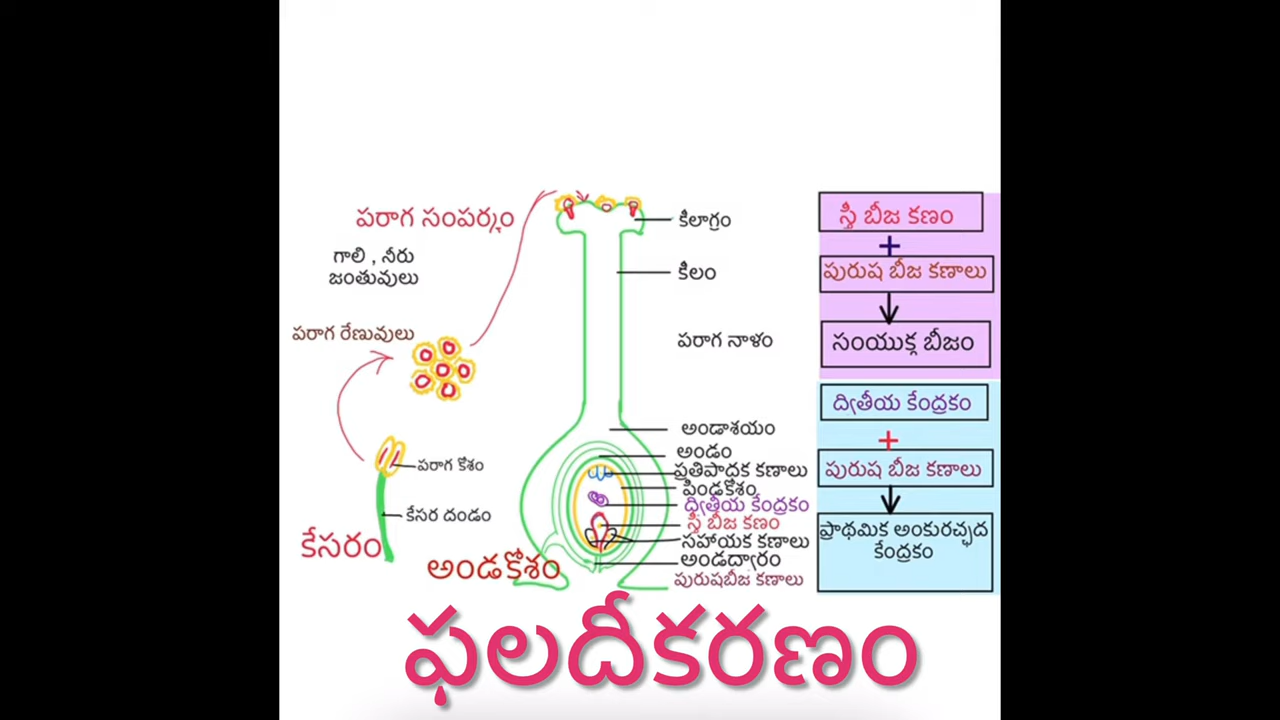 పరాగ సంపర్కం
గాలి , నీరు
జంతువులు
పరాగ రేణువులు
పరాగ కోశం
కేసర దండం
కేసరం
అండకోశం
కీలాగ్రం
కీలం
పరాగ నాళం
అండాశయం
అండం
ప్రతిపాదక కణాలు
పిండకోశం
ద్వితీయ కేంద్రకం
స్త్రీ బీజ కణం
సహాయక కణాలు
అండద్వారం
పురుషబీజ కణాలు
స్త్రీ బీజ కణం
+
పురుష బీజ కణాలు
సంయుక్త బీజం
ద్వితీయ కేంద్రకం
+
పురుష బీజ కణాలు
ప్రాథమిక అంకురచ్ఛద
కేంద్రకం
ఫలదీకరణం